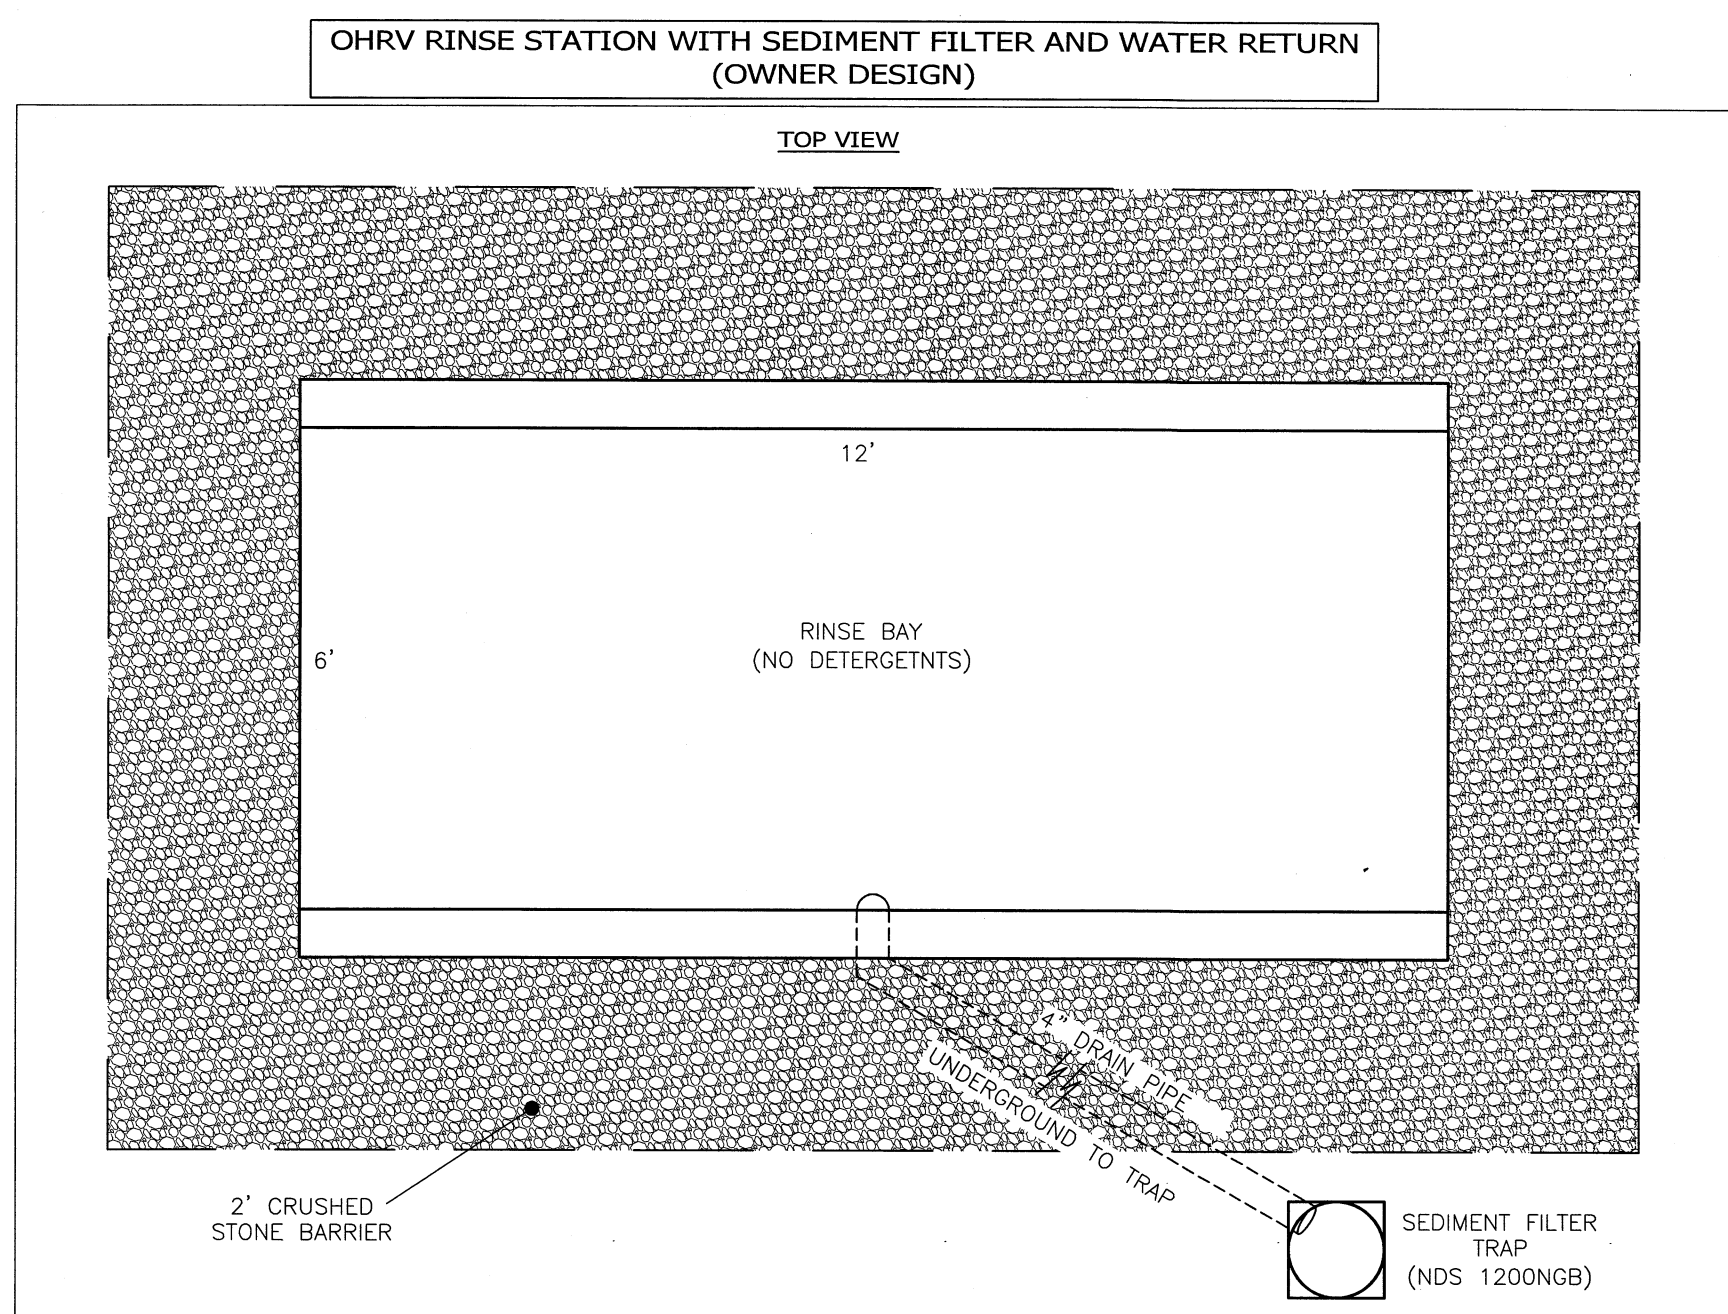 OHRV RINSE STATION WITH SEDIMENT FILTER AND WATER RETURN
(OWNER DESIGN)
TOP VIEW
12'
RINSE BAY
(NO DETERGETNTS)
6'
4" DRAIN PIPE
UNDERGROUND TO TRAP
2' CRUSHED
STONE BARRIER
SEDIMENT FILTER
TRAP
(NDS 1200NGB)